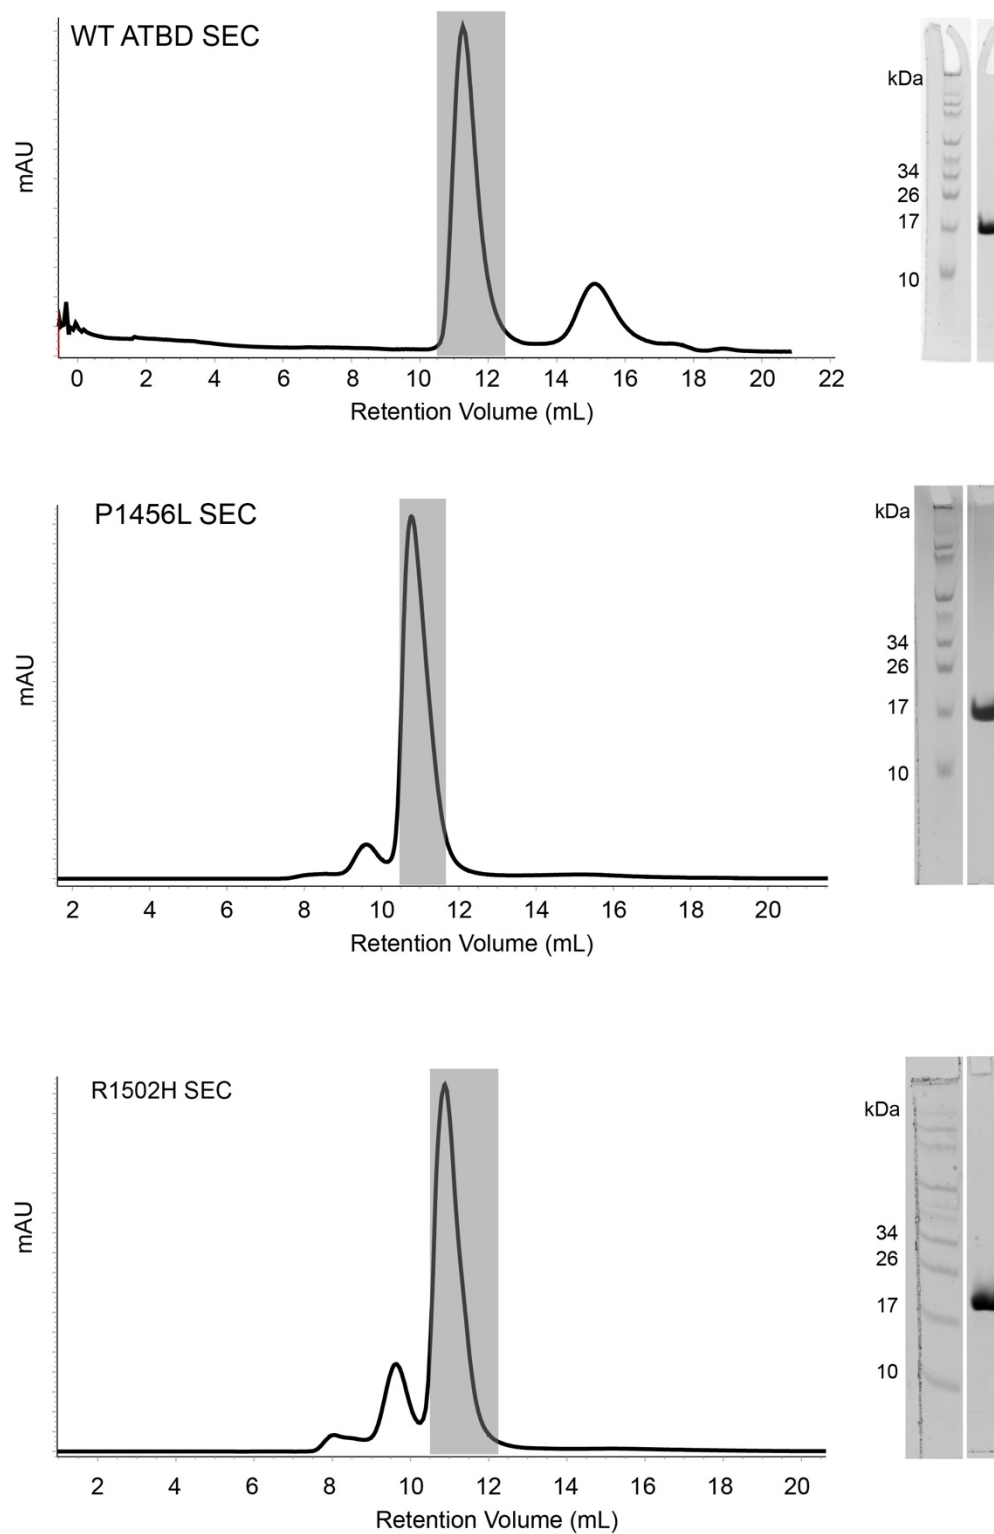 WT ATBD SEC
mAU
0 2 4 6 8 10 12 14 16 18 20 22
Retention Volume (mL)
kDa
34
26
17
10
P1456L SEC
mAU
2 4 6 8 10 12 14 16 18 20
Retention Volume (mL)
kDa
34
26
17
10
R1502H SEC
mAU
2 4 6 8 10 12 14 16 18 20
Retention Volume (mL)
kDa
34
26
17
10